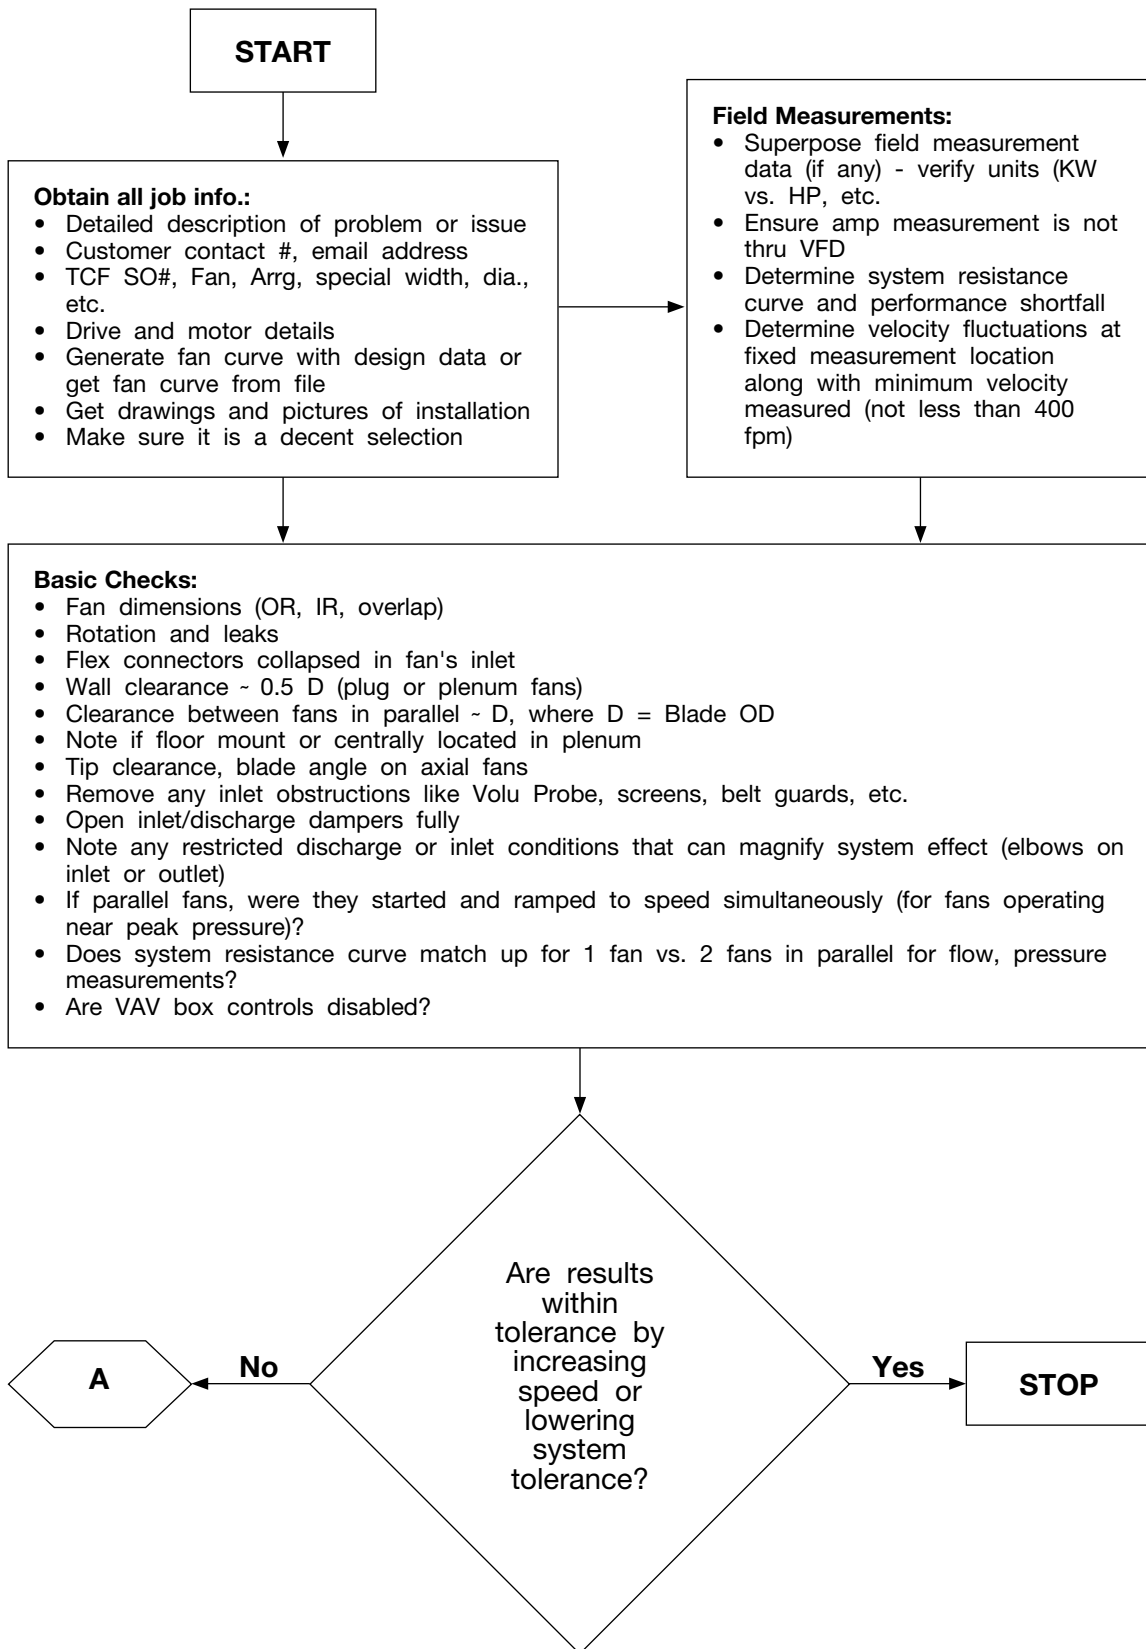 START
Obtain all job info.:
• Detailed description of problem or issue
• Customer contact #, email address
• TCF SO#, Fan, Arrg, special width, dia.,
etc.
• Drive and motor details
• Generate fan curve with design data or
get fan curve from file
• Get drawings and pictures of installation
• Make sure it is a decent selection
Field Measurements:
• Superpose field measurement
data (if any) - verify units (KW
vs. HP, etc.
• Ensure amp measurement is not
thru VFD
• Determine system resistance
curve and performance shortfall
• Determine velocity fluctuations at
fixed measurement location
along with minimum velocity
measured (not less than 400
fpm)
Basic Checks:
• Fan dimensions (OR, IR, overlap)
• Rotation and leaks
• Flex connectors collapsed in fan's inlet
• Wall clearance ~ 0.5 D (plug or plenum fans)
• Clearance between fans in parallel ~ D, where D = Blade OD
• Note if floor mount or centrally located in plenum
• Tip clearance, blade angle on axial fans
• Remove any inlet obstructions like Volu Probe, screens, belt guards, etc.
• Open inlet/discharge dampers fully
• Note any restricted discharge or inlet conditions that can magnify system effect (elbows on
inlet or outlet)
• If parallel fans, were they started and ramped to speed simultaneously (for fans operating
near peak pressure)?
• Does system resistance curve match up for 1 fan vs. 2 fans in parallel for flow, pressure
measurements?
• Are VAV box controls disabled?
Are results
within
tolerance by
increasing
speed or
lowering
system
tolerance?
A
No
Yes
STOP